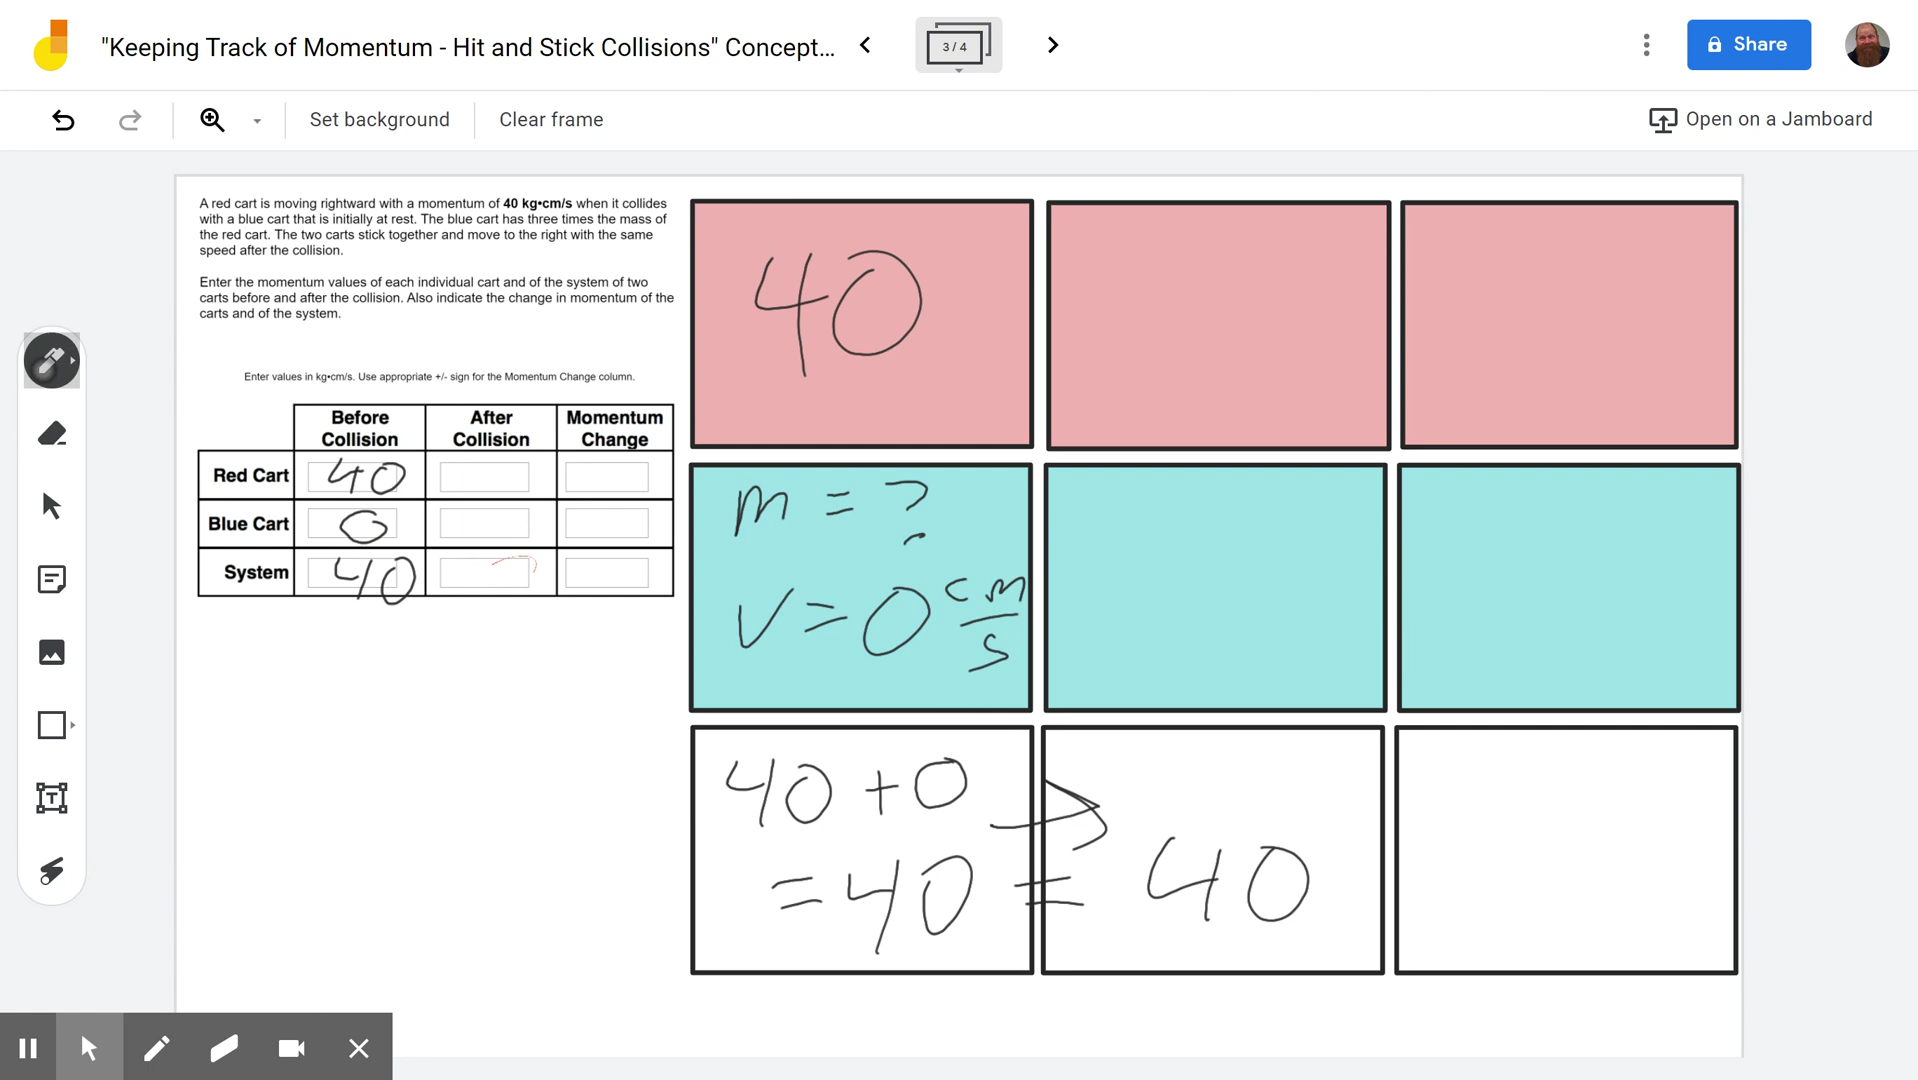 "Keeping Track of Momentum - Hit and Stick Collisions" Concept...
3 / 4
Share
Set background
Clear frame
Open on a Jamboard
A red cart is moving rightward with a momentum of 40 kg•cm/s when it collides
with a blue cart that is initially at rest. The blue cart has three times the mass of
the red cart. The two carts stick together and move to the right with the same
speed after the collision.
Enter the momentum values of each individual cart and of the system of two
carts before and after the collision. Also indicate the change in momentum of the
carts and of the system.
Enter values in kg•cm/s. Use appropriate +/- sign for the Momentum Change column.
Before Collision
After Collision
Momentum Change
Red Cart 40
Blue Cart 0
System 40
40
m = ?
v = 0 cm/s
40 + 0
= 40 = 40